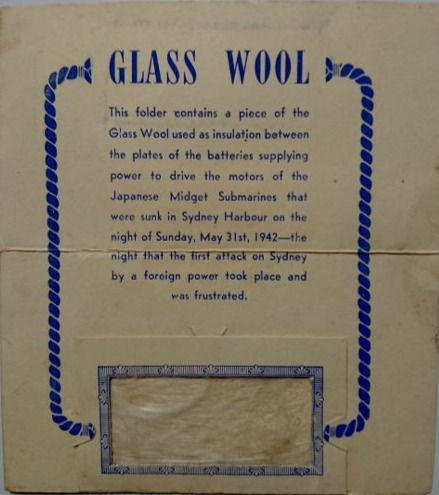 GLASS WOOL
This folder contains a piece of the
Glass Wool used as insulation between
the plates of the batteries supplying
power to drive the motors of the
Japanese Midget Submarines that
were sunk in Sydney Harbour on the
night of Sunday, May 31st, 1942—the
night that the first attack on Sydney
by a foreign power took place and
was frustrated.